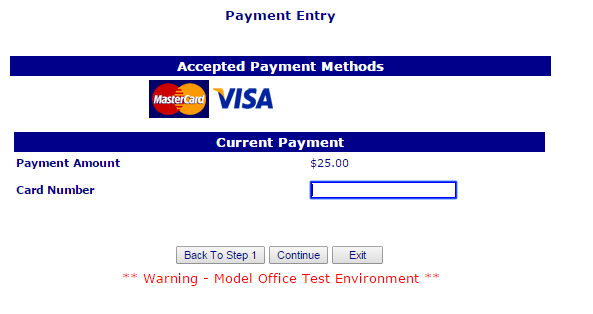 Payment Entry
Accepted Payment Methods
MasterCard VISA
Current Payment
Payment Amount $25.00
Card Number
Back To Step 1 Continue Exit
** Warning - Model Office Test Environment **